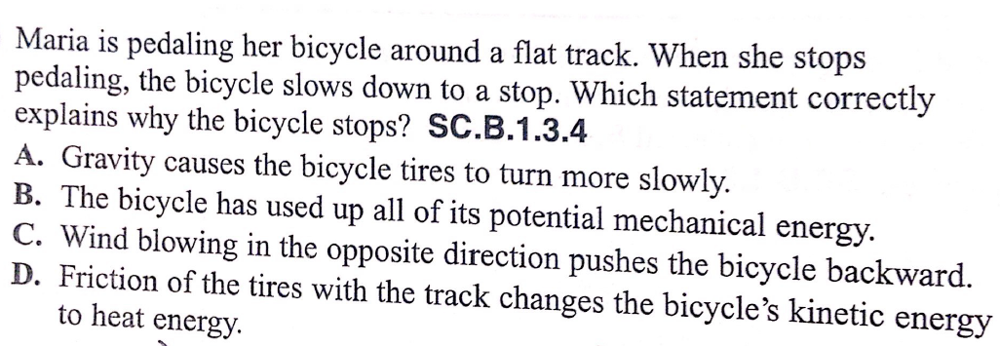 Maria is pedaling her bicycle around a flat track. When she stops
pedaling, the bicycle slows down to a stop. Which statement correctly
explains why the bicycle stops? SC.B.1.3.4
A. Gravity causes the bicycle tires to turn more slowly.
B. The bicycle has used up all of its potential mechanical energy.
C. Wind blowing in the opposite direction pushes the bicycle backward.
D. Friction of the tires with the track changes the bicycle's kinetic energy
to heat energy.